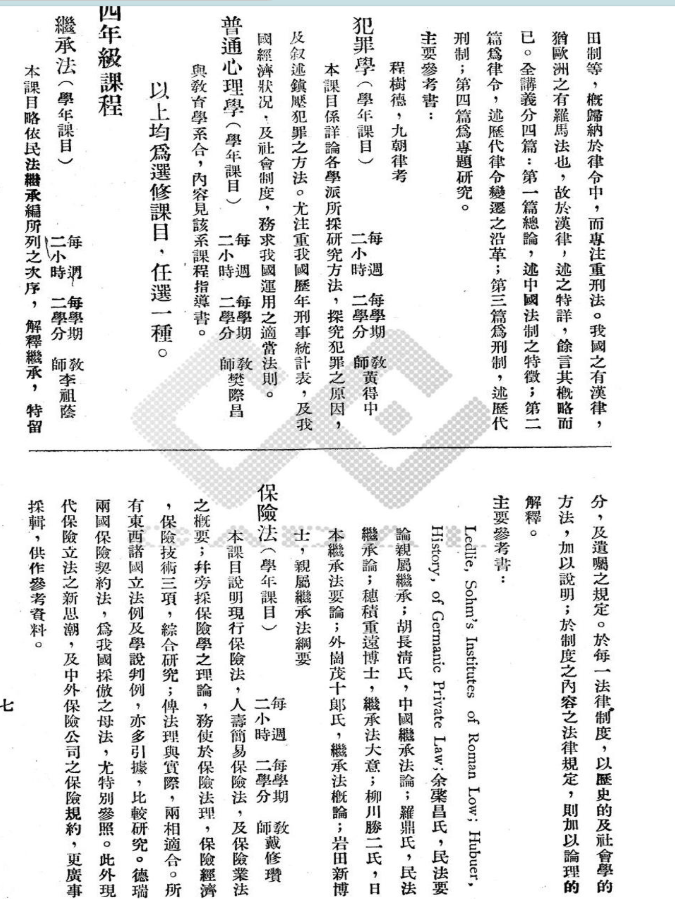 田制等，概歸納於律令中，而專注重刑法。我國之有漢律，
猶歐洲之有羅馬法也，故於漢律，述之特詳，餘言其概略而
已。全講義分四篇：第一篇總論，述中國法制之特徵；第二
篇爲律令，述歷代律令變遷之沿革；第三篇爲刑制，述歷代
刑制；第四篇爲專題研究。
主要參考書：
程樹德，九朝律考
犯罪學（學年課目） 每週二小時 每學期二學分 教師黃得中
本課目係詳論各學派所採研究方法，探究犯罪之原因，
及叙述鎮壓犯罪之方法。尤注重我國歷年刑事統計表，及我
國經濟狀况，及社會制度，務求我國運用之適當法則。
普通心理學（學年課目） 每週二小時 每學期二學分 教師樊際昌
與教育學系合，內容見該系課程指導書。
以上均爲選修課目，任選一種。
四年級課程
繼承法（學年課目） 每週二小時 每學期二學分 教師李祖蔭
本課目略依民法繼承編所列之次序，解釋繼承，特留
分，及遺囑之規定。於每一法律制度，以歷史的及社會學的
方法，加以說明；於制度之內容之法律規定，則加以論理的
解釋。
主要參考書：
Ledlie, Sohm's Institutes of Roman Low; Hubuer,
History, of Germanic Private Law; 余棨昌氏，民法要
論親屬繼承；胡長淸氏，中國繼承法論；羅鼎氏，民法
繼承論；穗積重遠博士，繼承法大意；柳川勝二氏，日
本繼承法要論；外崗茂十郎氏，繼承法概論；岩田新博
士，親屬繼承法綱要
保險法（學年課目） 每週二小時 每學期二學分 教師戴修瓚
本課目說明現行保險法，人壽簡易保險法，及保險業法
之概要；幷旁採保險學之理論，務使於保險法理，保險經濟
，保險技術三項，綜合研究；俾法理與實際，兩相適合。所
有東西諸國立法例及學說判例，亦多引據，比較研究。德瑞
兩國保險契約法，爲我國採倣之母法，尤特別參照。此外現
代保險立法之新思潮，及中外保險公司之保險規約，更廣事
採輯，供作參考資料。
七